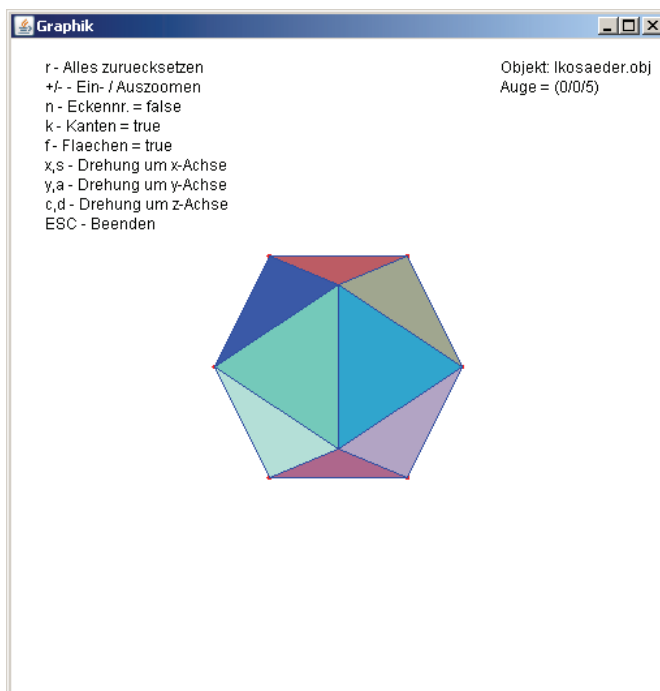 Graphik
r - Alles zuruecksetzen
+/- - Ein- / Auszoomen
n - Eckennr. = false
k - Kanten = true
f - Flaechen = true
x,s - Drehung um x-Achse
y,a - Drehung um y-Achse
c,d - Drehung um z-Achse
ESC - Beenden
Objekt: Ikosaeder.obj
Auge = (0/0/5)